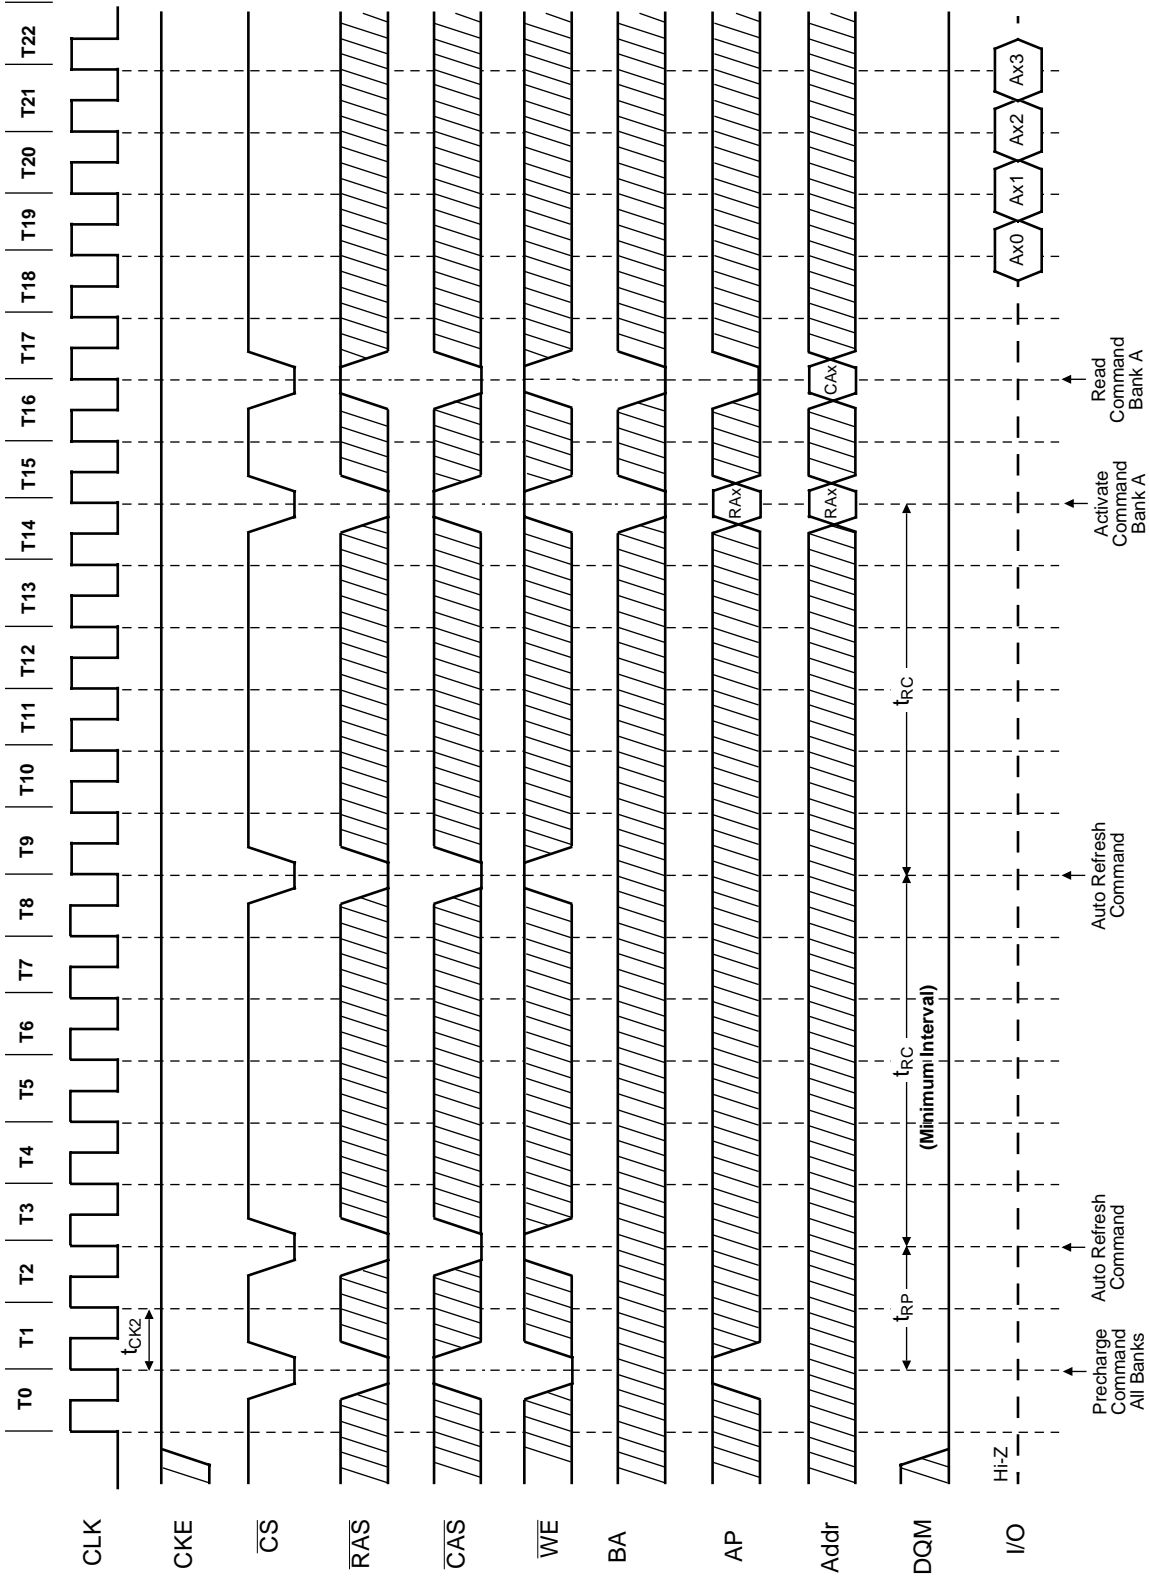 T0 T1 T2 T3 T4 T5 T6 T7 T8 T9 T10 T11 T12 T13 T14 T15 T16 T17 T18 T19 T20 T21 T22
CLK
tCK2
CKE
CS
RAS
CAS
WE
BA
AP
RAx
Addr
RAx CAx
DQM
tRP tRC tRC
(Minimum Interval)
I/O
Hi-Z
Ax0 Ax1 Ax2 Ax3
Precharge
Command
All Banks
Auto Refresh
Command
Auto Refresh
Command
Activate
Command
Bank A
Read
Command
Bank A